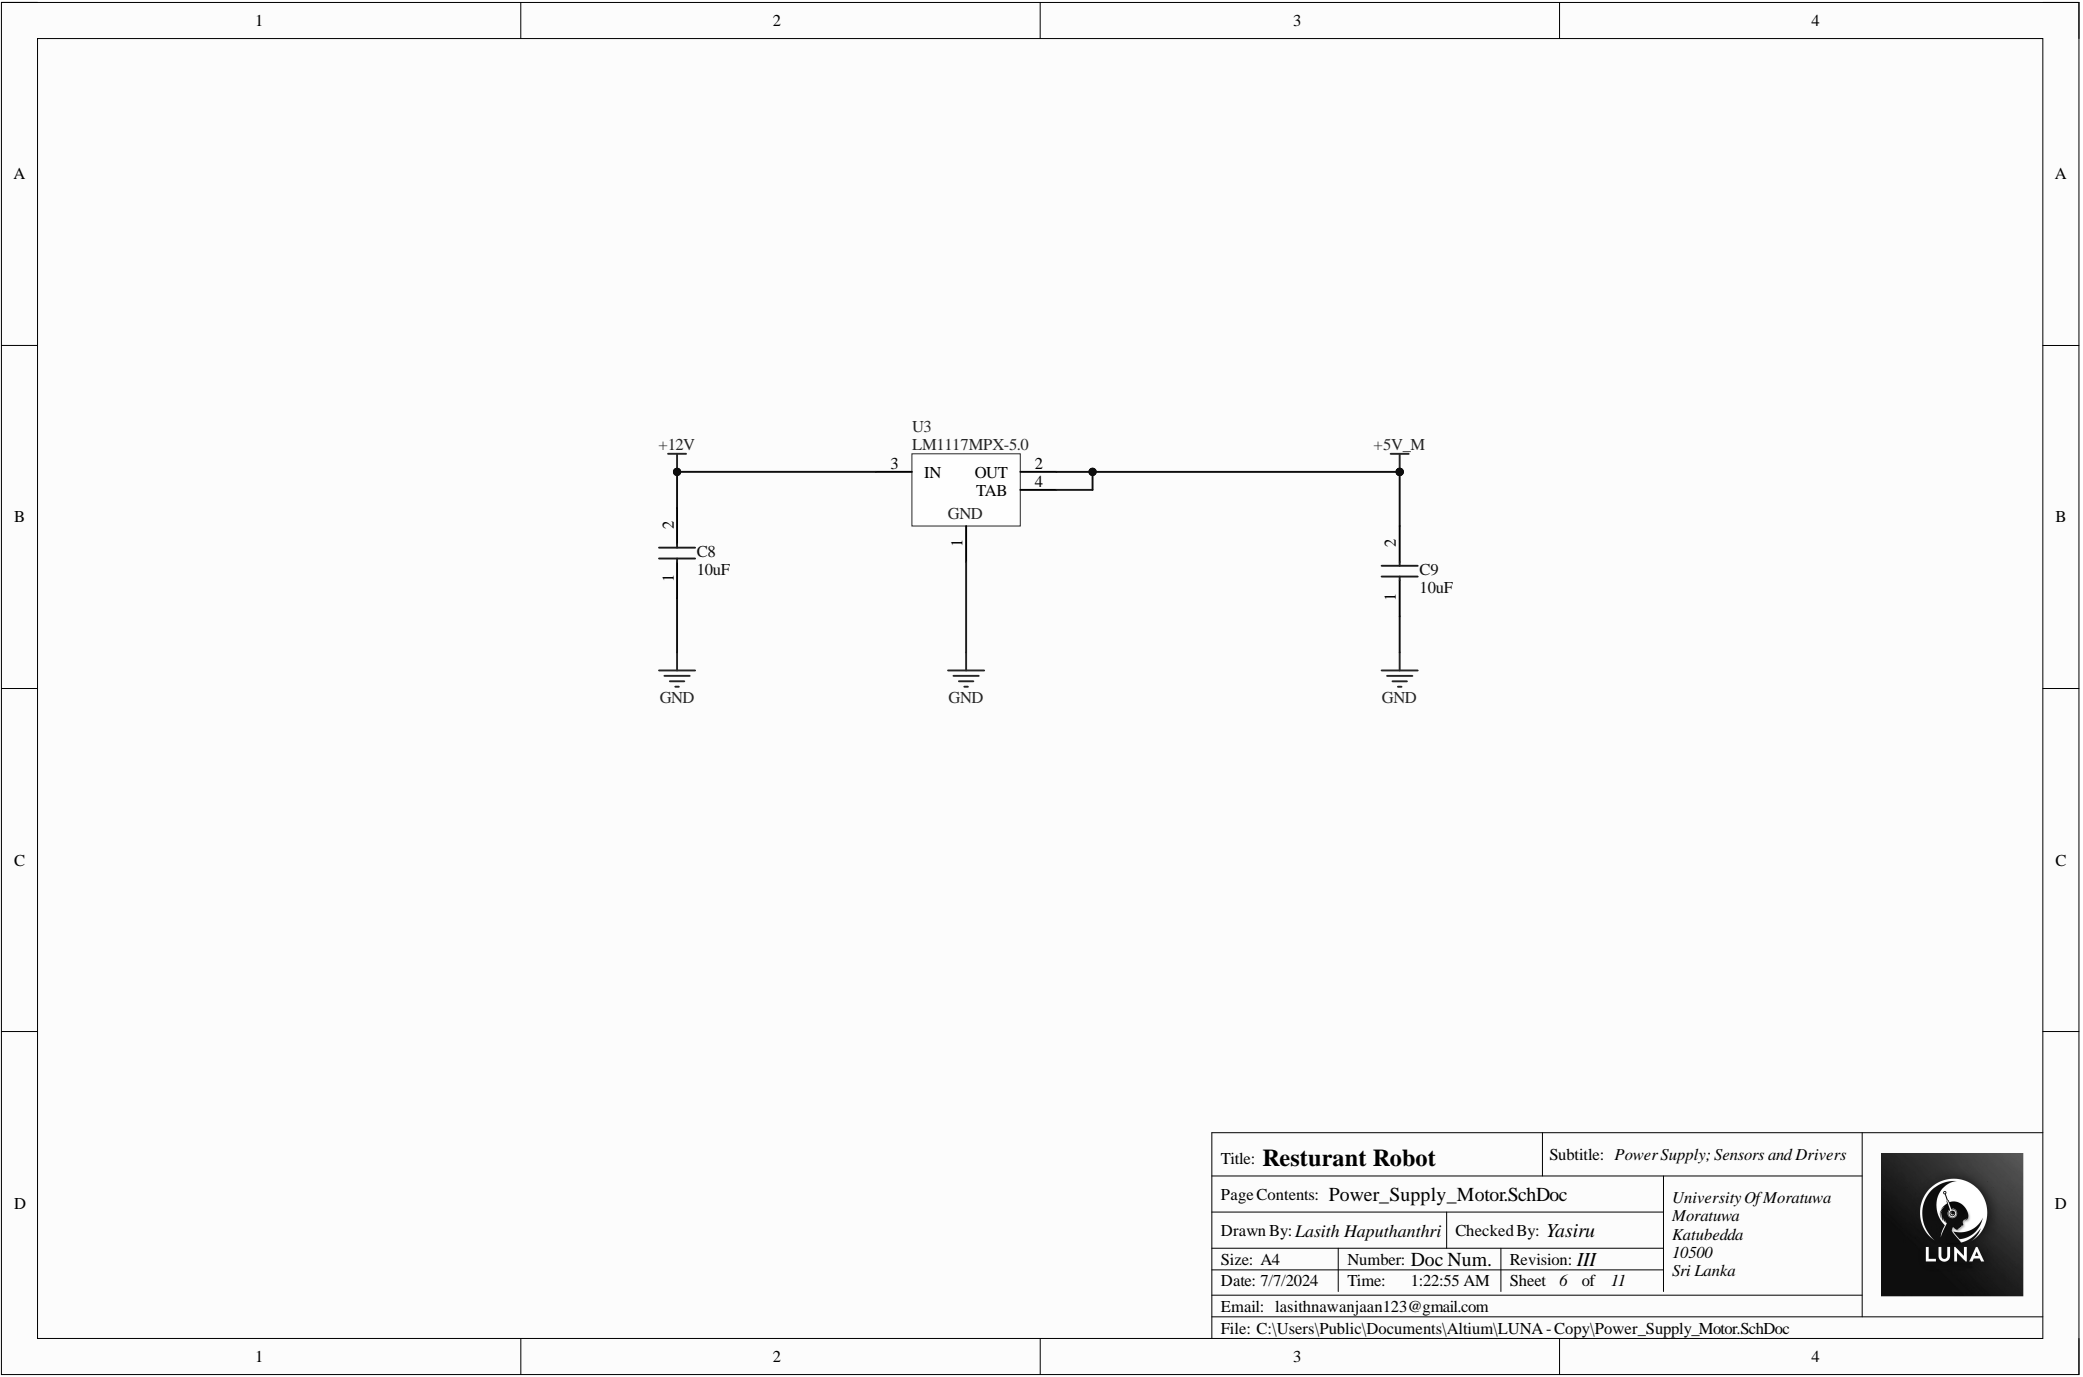 1 2 3 4
A A
U3
LM1117MPX-5.0
+12V +5V_M
3 IN OUT 2
TAB 4
GND
B B
2 1 2
C8 C9
10uF 10uF
1 1
GND GND GND
C C
Title: Resturant Robot Subtitle: Power Supply; Sensors and Drivers
Page Contents: Power_Supply_Motor.SchDoc
University Of Moratuwa
Moratuwa
Katubedda
10500
Sri Lanka
Drawn By: Lasith Haputhanthri Checked By: Yasiru
Size: A4 Number: Doc Num. Revision: III
Date: 7/7/2024 Time: 1:22:55 AM Sheet 6 of 11
Email: lasithnawanjaan123@gmail.com
File: C:\Users\Public\Documents\Altium\LUNA - Copy\Power_Supply_Motor.SchDoc
LUNA
D D
1 2 3 4